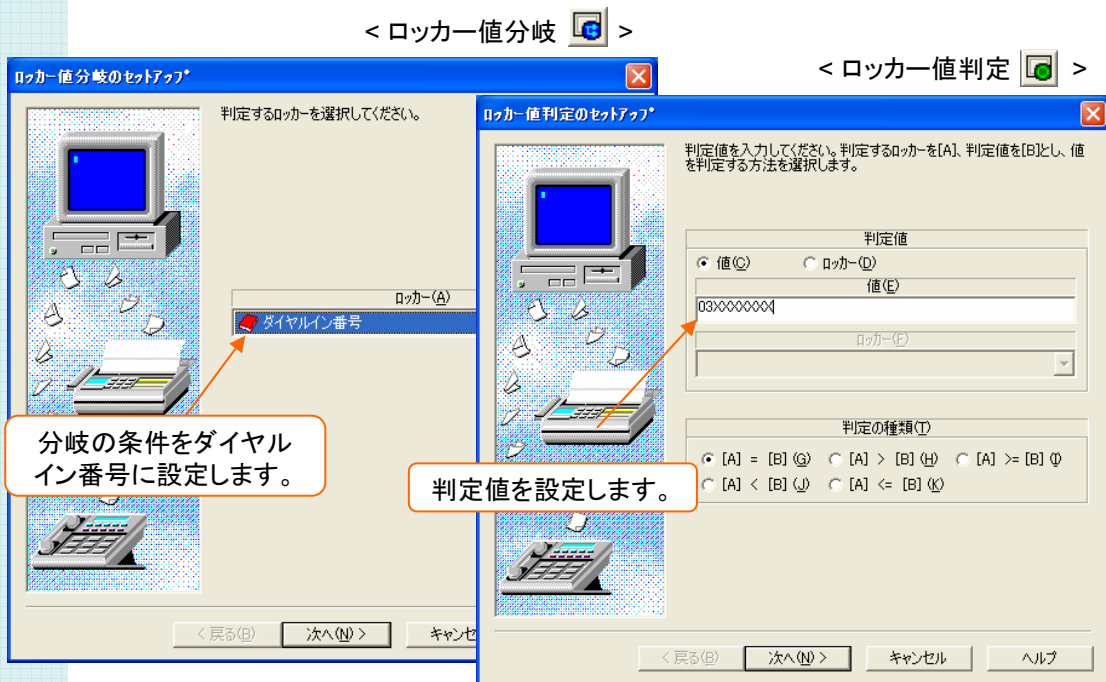 < ロッカー値分岐 >
< ロッカー値判定 >
ロッカー値分岐のセットアップ
判定するロッカーを選択してください。
ロッカー(A)
ダイヤルイン番号
分岐の条件をダイヤル
イン番号に設定します。
< 戻る(B)
次へ(N) >
キャンセ
ロッカー値判定のセットアップ
判定値を入力してください。判定するロッカーを[A]、判定値を[B]とし、値
を判定する方法を選択します。
判定値
値(C)
ロッカー(D)
値(E)
03XXXXXXXX
ロッカー(F)
判定の種類(T)
[A] = [B] (G)
[A] > [B] (H)
[A] >= [B] (I
[A] < [B] (J)
[A] <= [B] (K)
判定値を設定します。
< 戻る(B)
次へ(N) >
キャンセル
ヘルプ